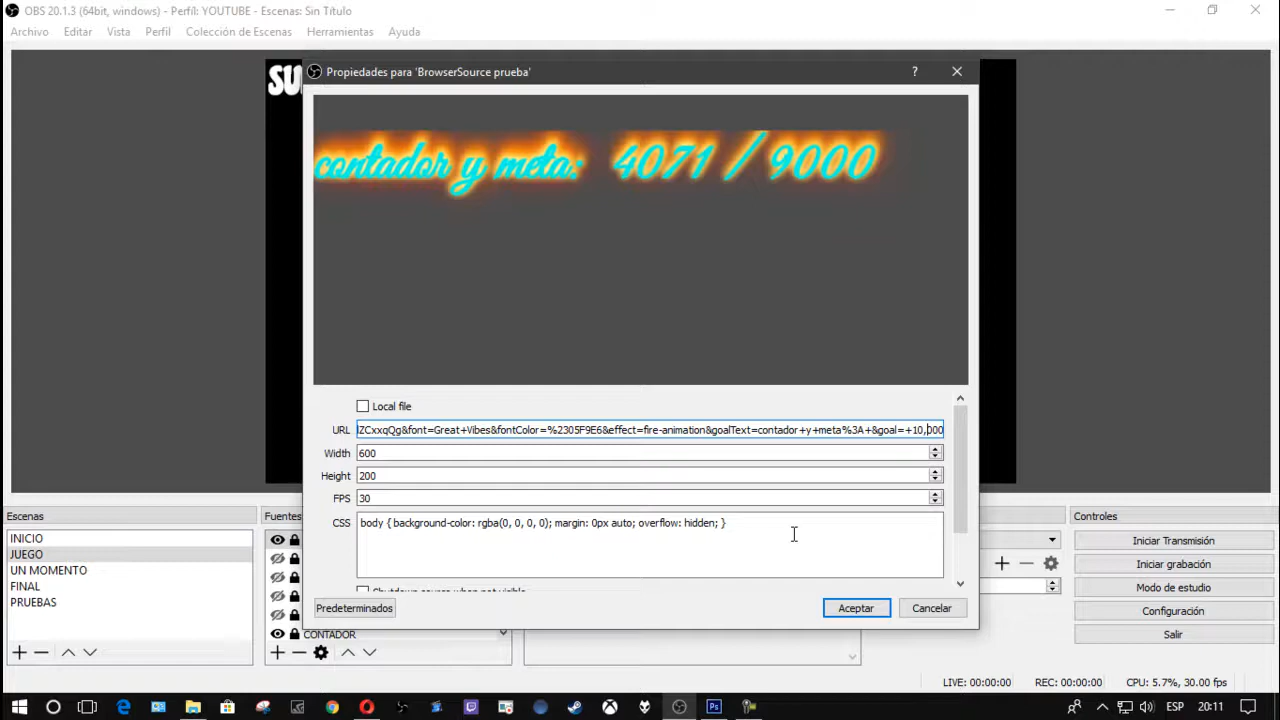 OBS 20.1.3 (64bit, windows) - Perfil: YOUTUBE - Escenas: Sin Título
Archivo Editar Vista Perfil Colección de Escenas Herramientas Ayuda
Propiedades para 'BrowserSource prueba'
?
contador y meta: 4071 / 9000
Local file
URL lZCxxqQg&font=Great+Vibes&fontColor=%2305F9E6&effect=fire-animation&goalText=contador+y+meta%3A+&goal=+10,000
Width 600
Height 200
FPS 30
CSS body { background-color: rgba(0, 0, 0, 0); margin: 0px auto; overflow: hidden; }
Predeterminados Aceptar Cancelar
Escenas
INICIO
JUEGO
UN MOMENTO
FINAL
PRUEBAS
CONTADOR
Controles
Iniciar Transmisión
Iniciar grabación
Modo de estudio
Configuración
Salir
LIVE: 00:00:00 REC: 00:00:00 CPU: 5.7%, 30.00 fps
ESP 20:11